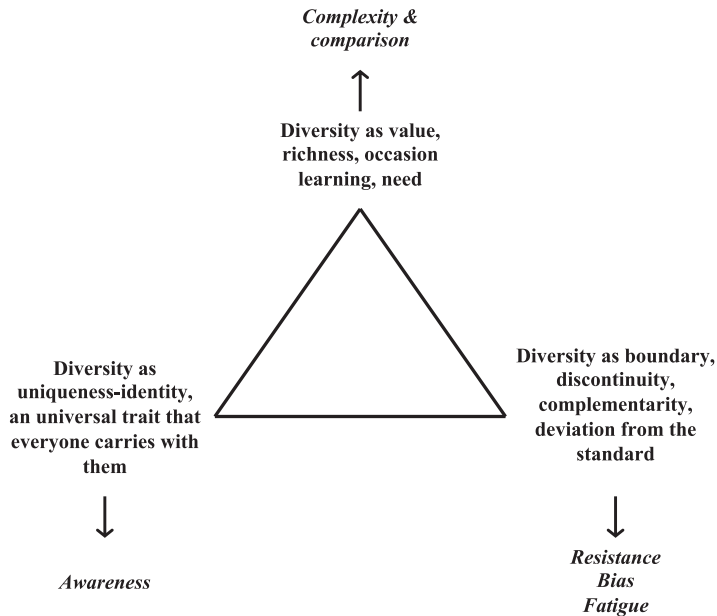 Complexity &
comparison
Diversity as value,
richness, occasion
learning, need
Diversity as
uniqueness-identity,
an universal trait that
everyone carries with
them
Diversity as boundary,
discontinuity,
complementarity,
deviation from the
standard
Awareness
Resistance
Bias
Fatigue